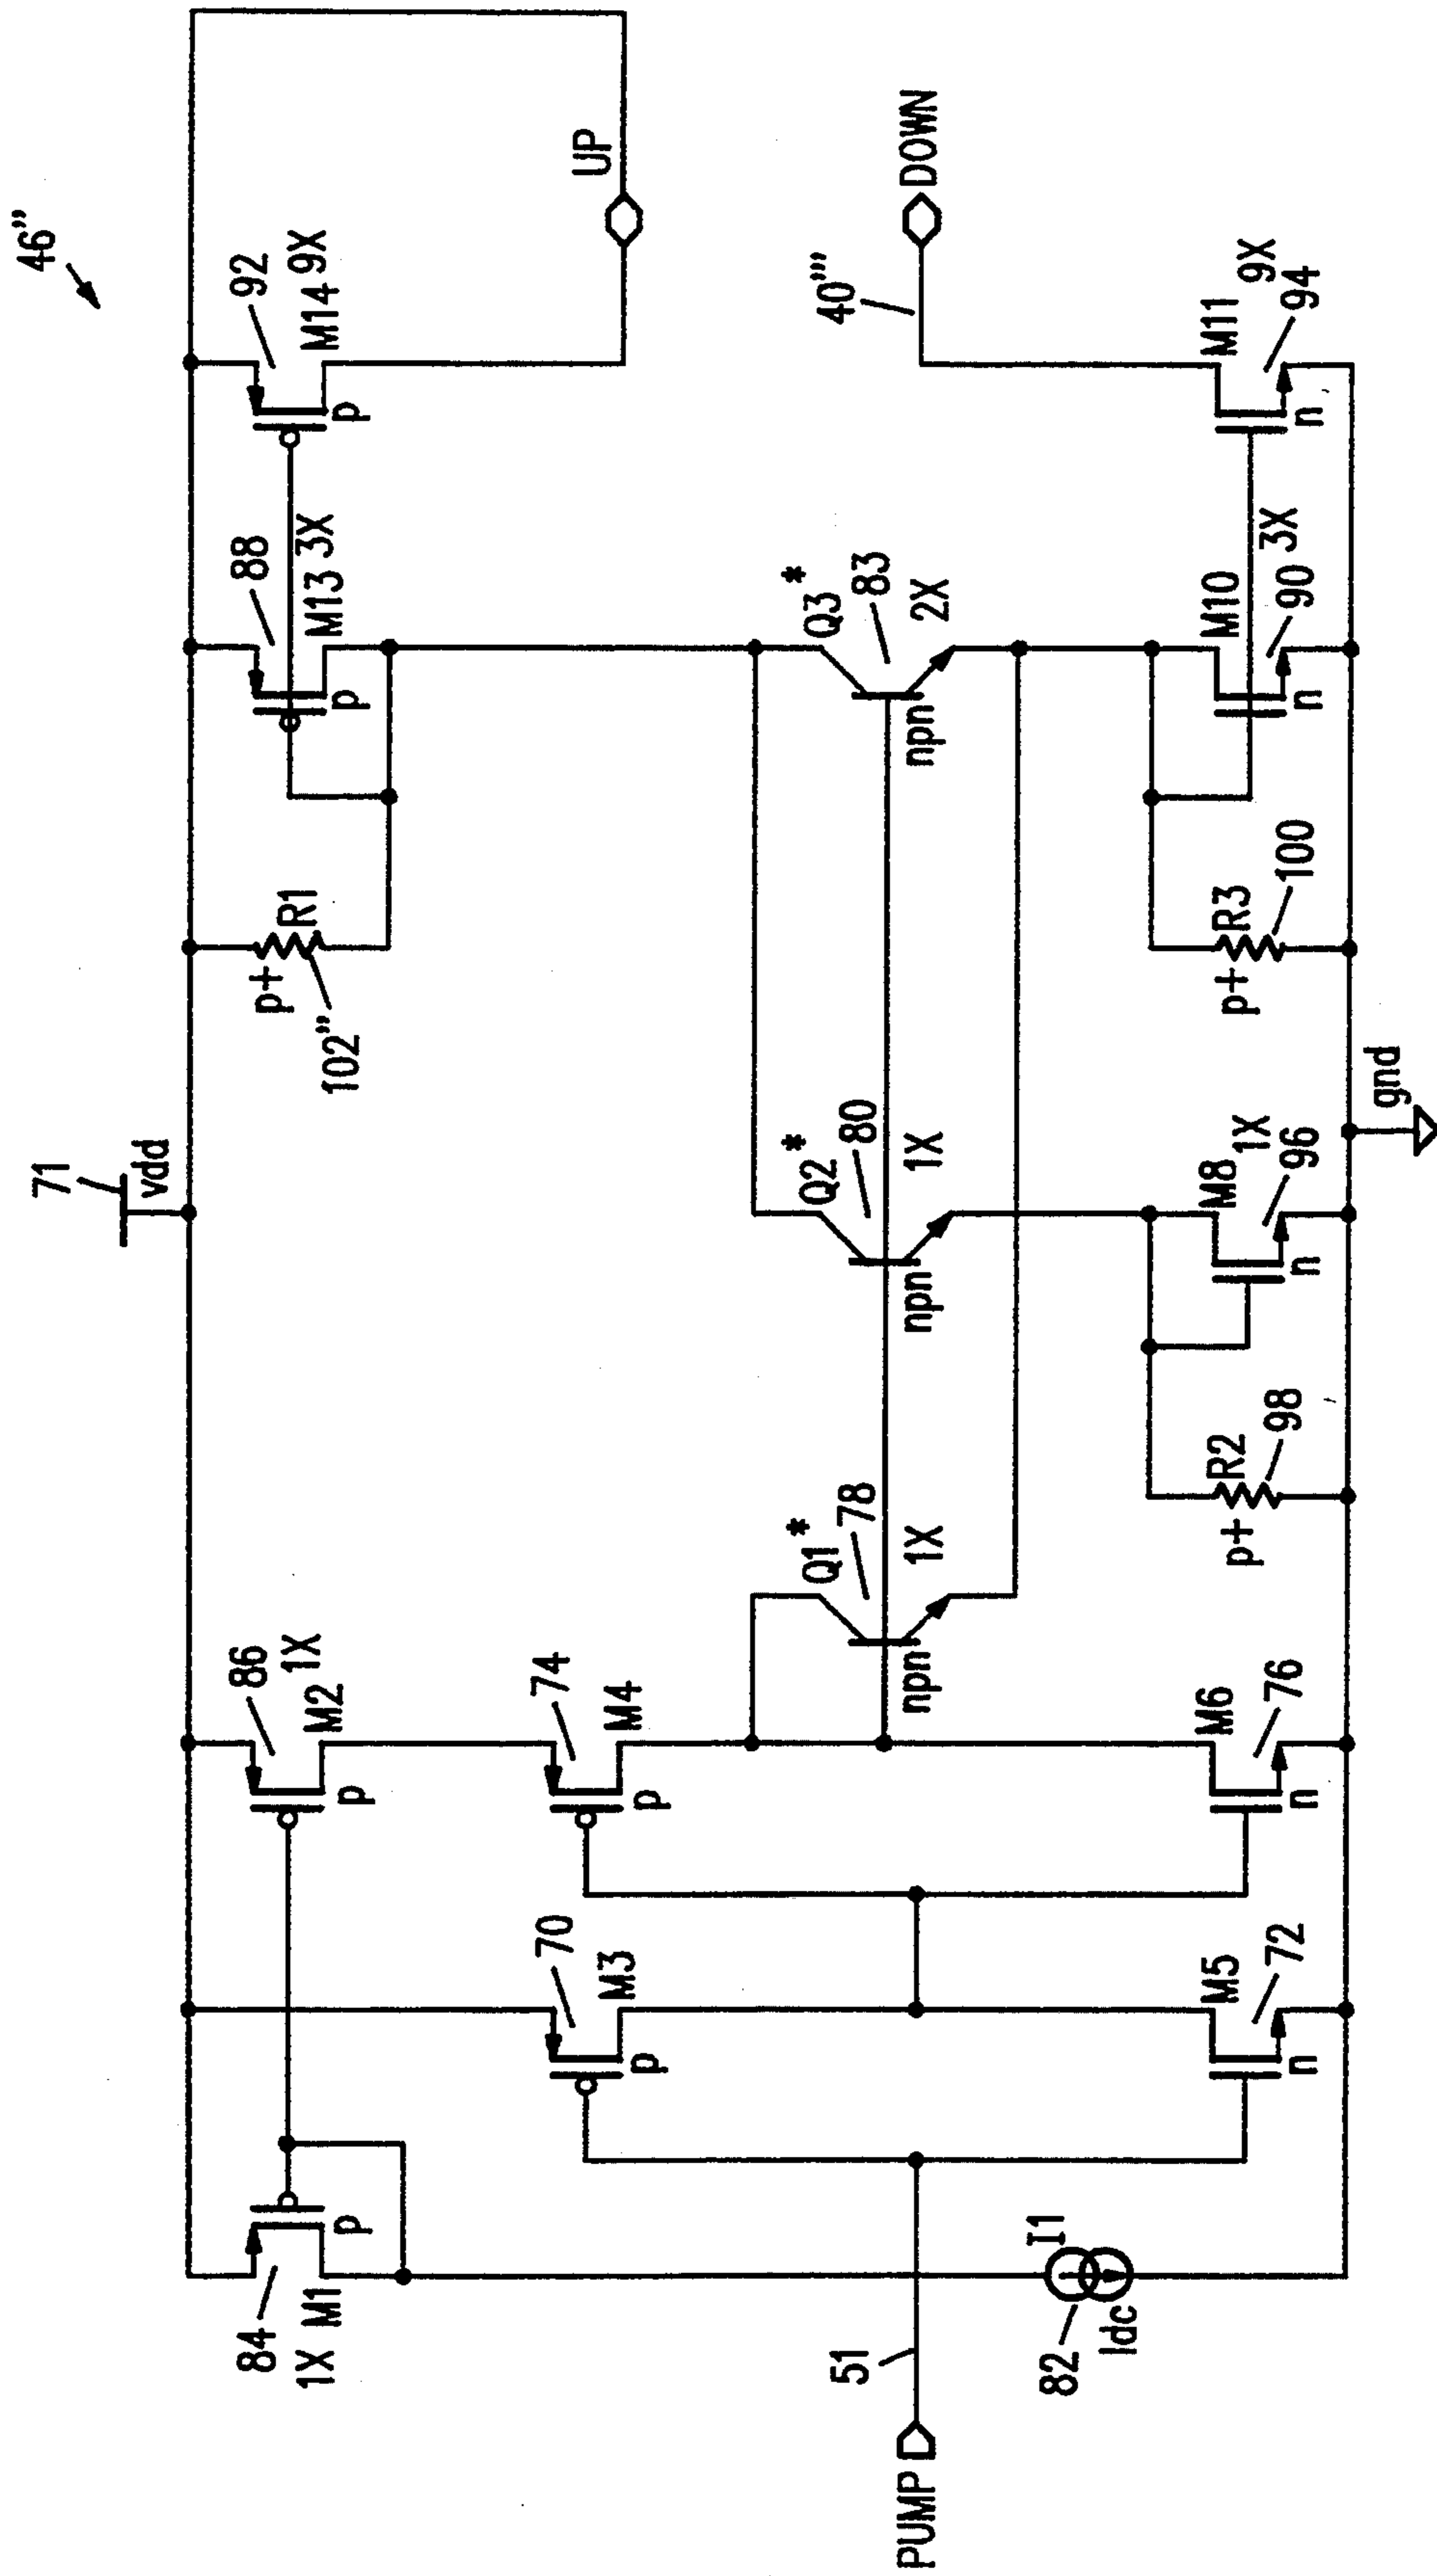 46”
71
vdd
84
1X
M1
p
86
1X
M2
p
p+
R1
102”
88
M13 3X
p
92
M14 9X
p
UP
70
M3
p
74
M4
p
PUMP
51
Q1*
78
npn
1X
Q2*
80
npn
1X
Q3*
83
npn
2X
40’’’
DOWN
82
I1
Idc
M5
72
n
M6
76
n
R2
p+
98
M8
1X
96
n
R3
p+
100
M10
3X
90
n
M11
9X
94
n
gnd